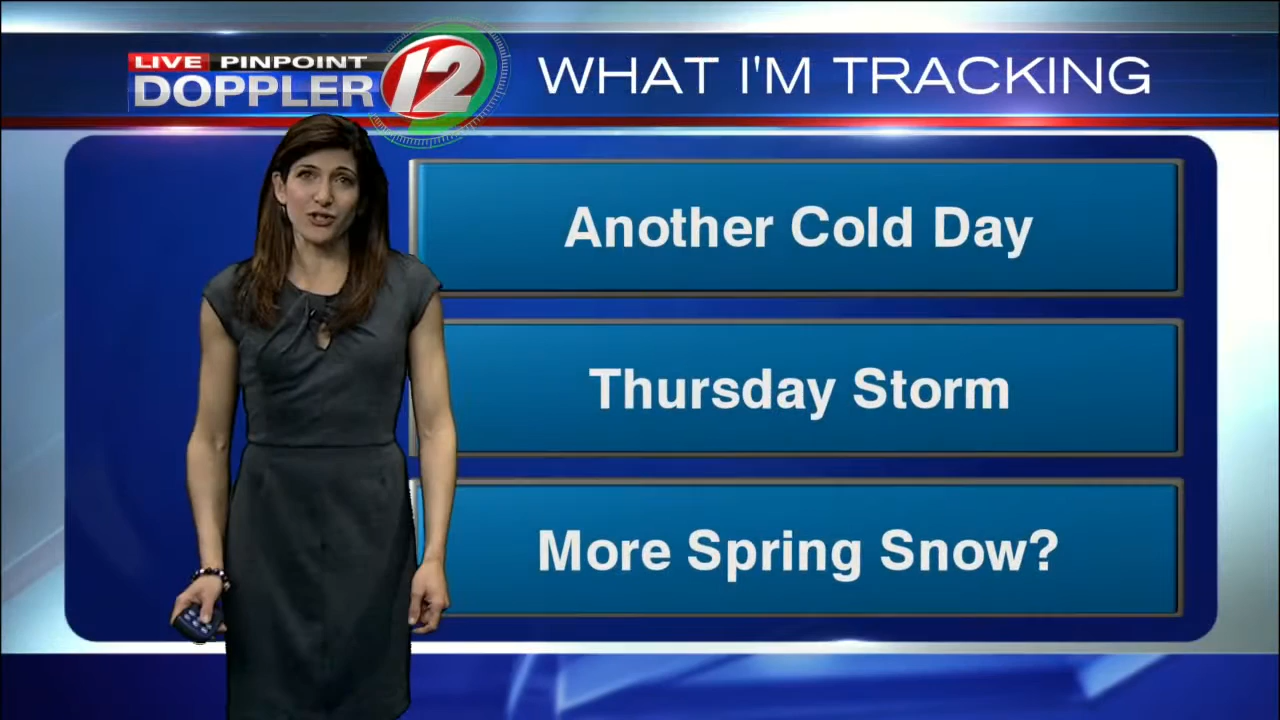 LIVE PINPOINT
DOPPLER 12
WHAT I'M TRACKING
Another Cold Day
Thursday Storm
More Spring Snow?